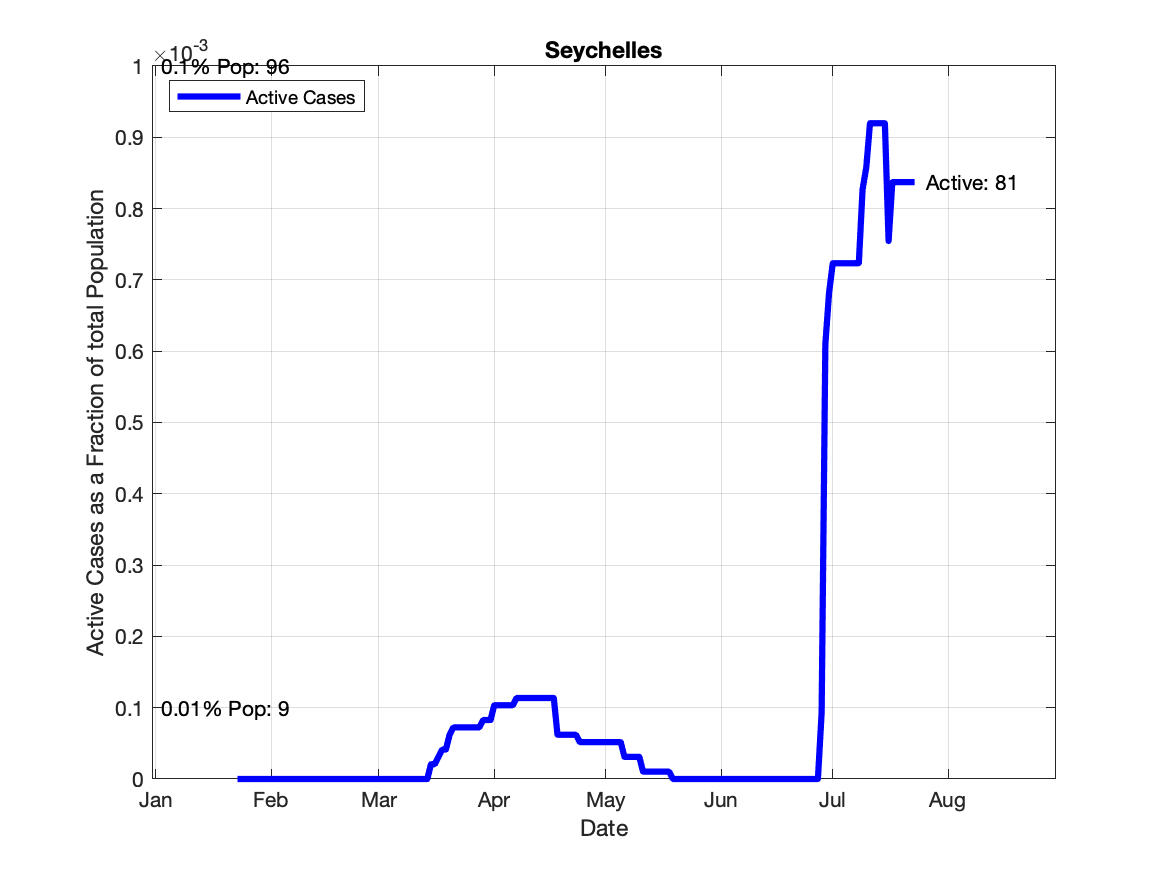 Seychelles
×10-3
0.1% Pop: 96
Active Cases
Active: 81
0.01% Pop: 9
Active Cases as a Fraction of total Population
1
0.9
0.8
0.7
0.6
0.5
0.4
0.3
0.2
0.1
0
Jan Feb Mar Apr May Jun Jul Aug
Date